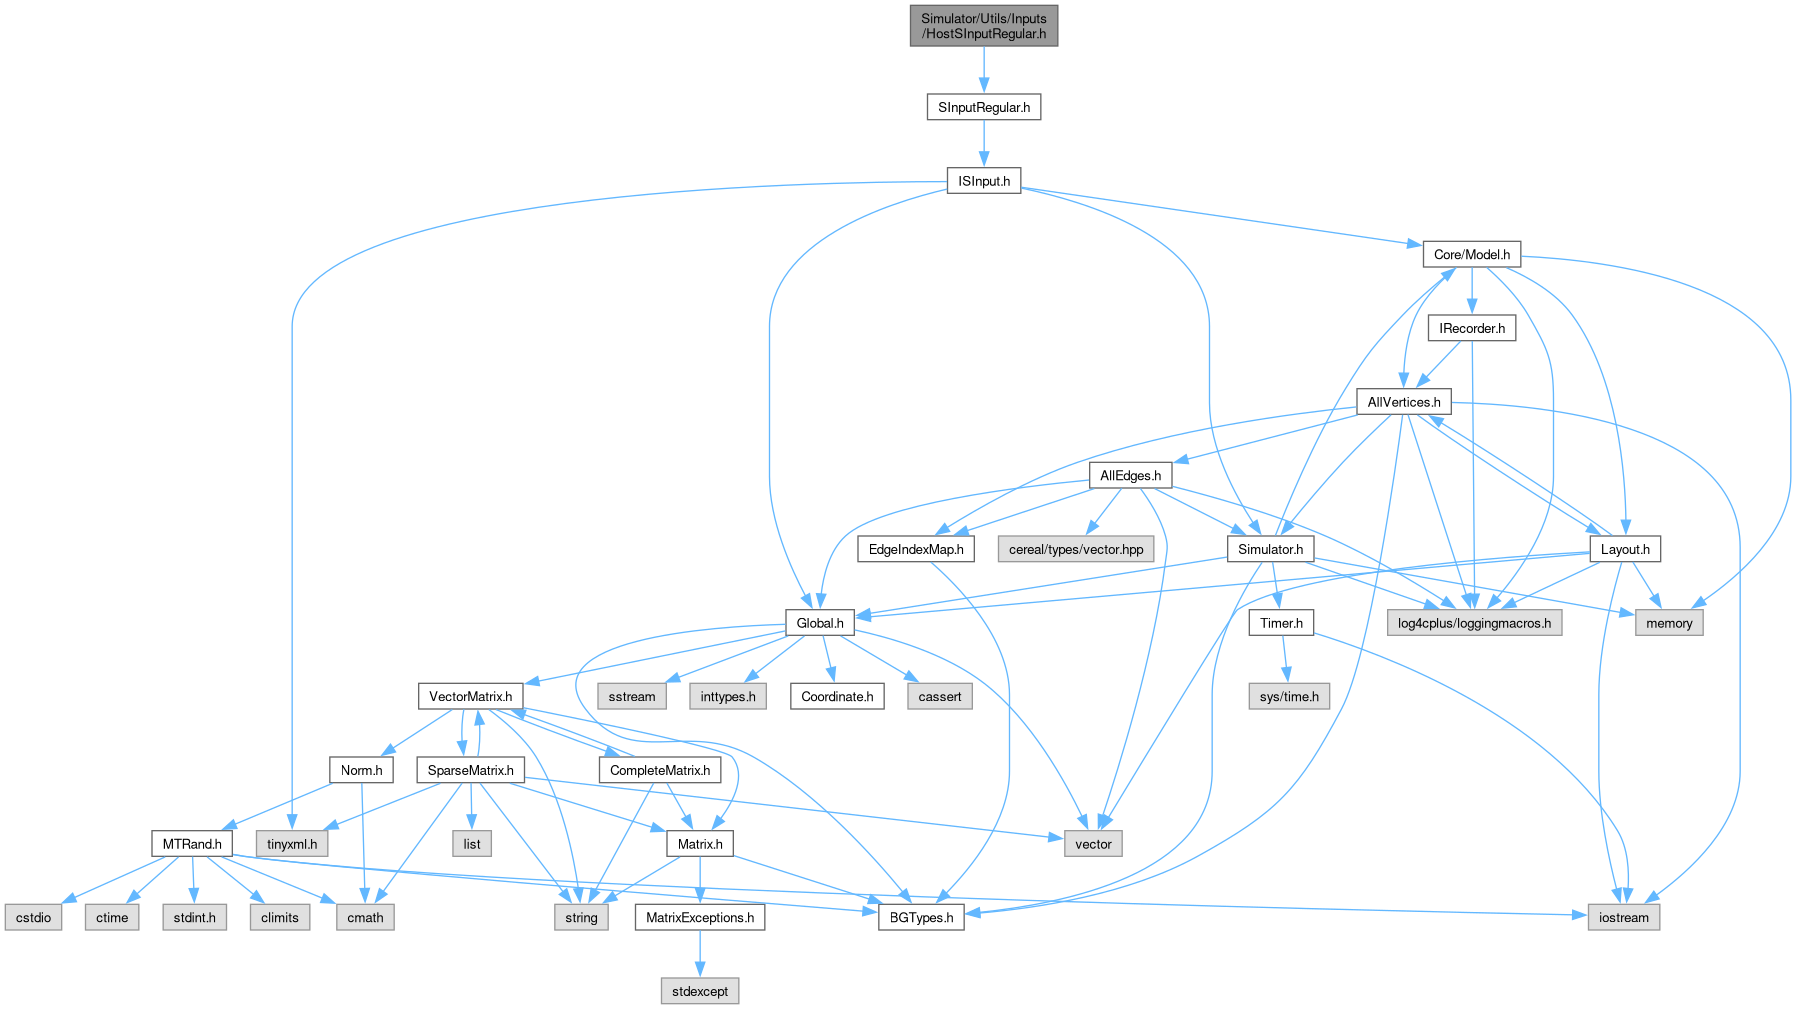 Simulator/Utils/Inputs
/HostSInputRegular.h
SInputRegular.h
ISInput.h
Core/Model.h
IRecorder.h
AllVertices.h
AllEdges.h
EdgeIndexMap.h
cereal/types/vector.hpp
Simulator.h
Layout.h
Global.h
Timer.h
log4cplus/loggingmacros.h
memory
VectorMatrix.h
sstream
inttypes.h
Coordinate.h
cassert
sys/time.h
Norm.h
SparseMatrix.h
CompleteMatrix.h
MTRand.h
tinyxml.h
list
Matrix.h
vector
cstdio
ctime
stdint.h
climits
cmath
string
MatrixExceptions.h
BGTypes.h
iostream
stdexcept